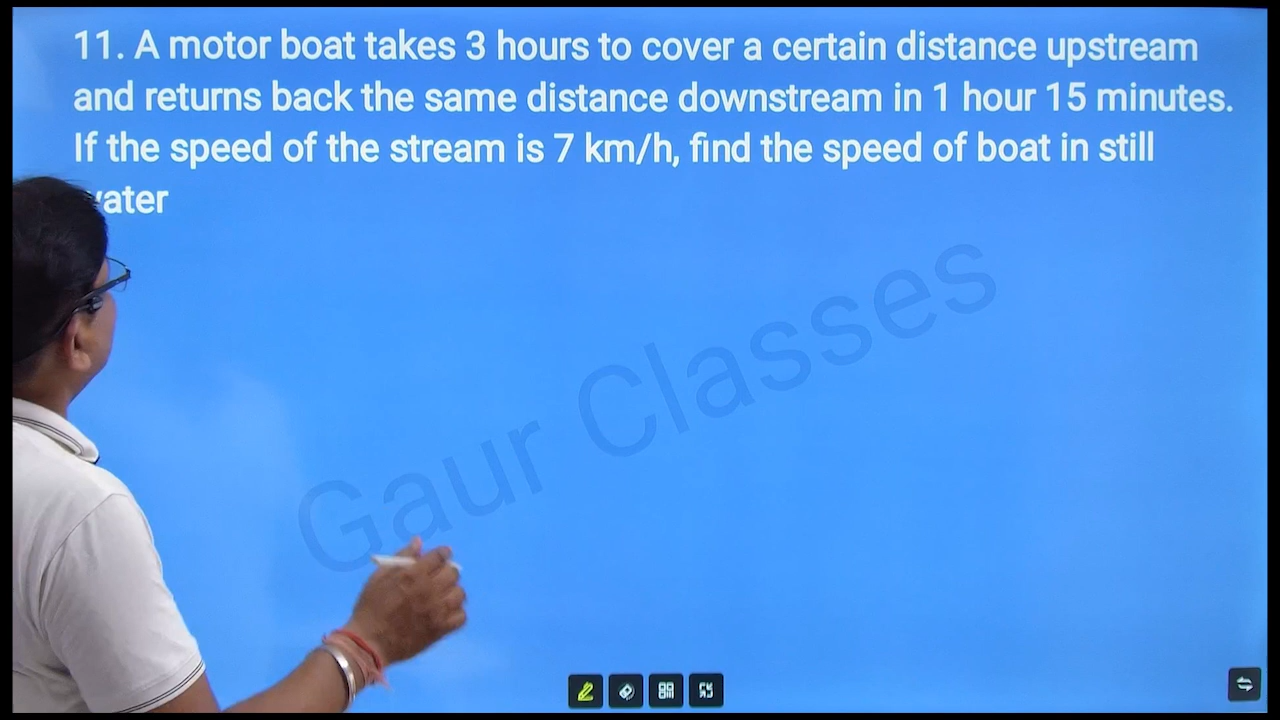 11. A motor boat takes 3 hours to cover a certain distance upstream
and returns back the same distance downstream in 1 hour 15 minutes.
If the speed of the stream is 7 km/h, find the speed of boat in still
water
Gaur Classes